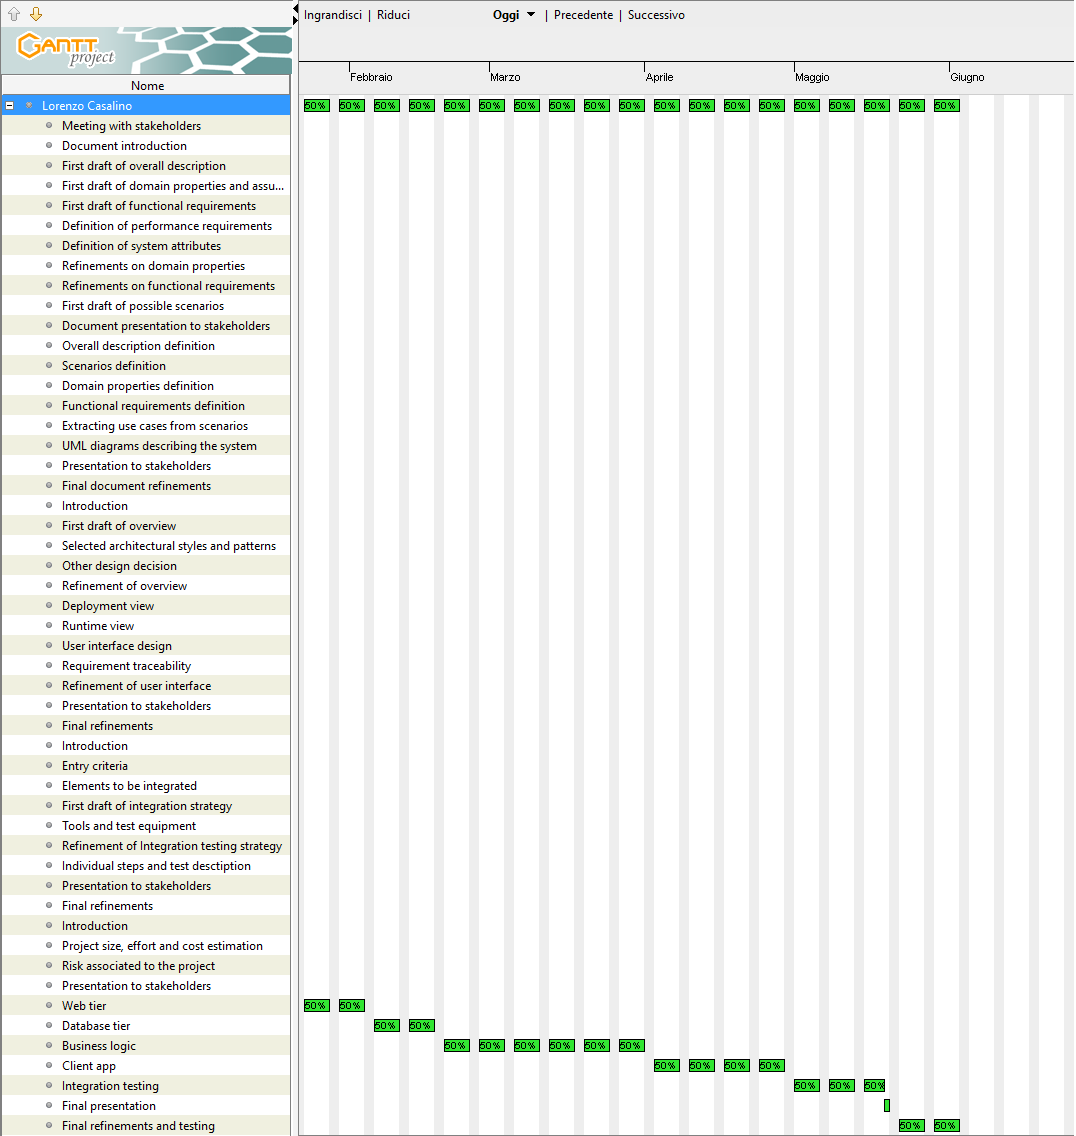 Ingrandisci | Riduci Oggi | Precedente | Successivo
GANTT project
Febbraio Marzo Aprile Maggio Giugno
Nome
Lorenzo Casalino 50% 50% 50% 50% 50% 50% 50% 50% 50% 50% 50% 50% 50% 50% 50% 50% 50% 50% 50%
Meeting with stakeholders
Document introduction
First draft of overall description
First draft of domain properties and assu...
First draft of functional requirements
Definition of performance requirements
Definition of system attributes
Refinements on domain properties
Refinements on functional requirements
First draft of possible scenarios
Document presentation to stakeholders
Overall description definition
Scenarios definition
Domain properties definition
Functional requirements definition
Extracting use cases from scenarios
UML diagrams describing the system
Presentation to stakeholders
Final document refinements
Introduction
First draft of overview
Selected architectural styles and patterns
Other design decision
Refinement of overview
Deployment view
Runtime view
User interface design
Requirement traceability
Refinement of user interface
Presentation to stakeholders
Final refinements
Introduction
Entry criteria
Elements to be integrated
First draft of integration strategy
Tools and test equipment
Refinement of Integration testing strategy
Individual steps and test desctiption
Presentation to stakeholders
Final refinements
Introduction
Project size, effort and cost estimation
Risk associated to the project
Presentation to stakeholders
Web tier 50% 50%
Database tier 50% 50%
Business logic 50% 50% 50% 50% 50% 50%
Client app 50% 50% 50% 50%
Integration testing 50% 50% 50%
Final presentation
Final refinements and testing 50% 50%